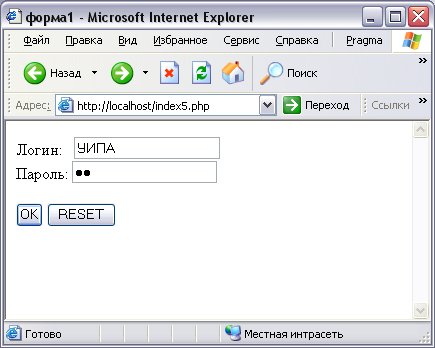 форма1 - Microsoft Internet Explorer
Файл Правка Вид Избранное Сервис Справка Pragma »
Назад Поиск »
Адрес: http://localhost/index5.php Переход Ссылки »
Логин: УИПА
Пароль: ●●
OK RESET
Готово Местная интрасеть